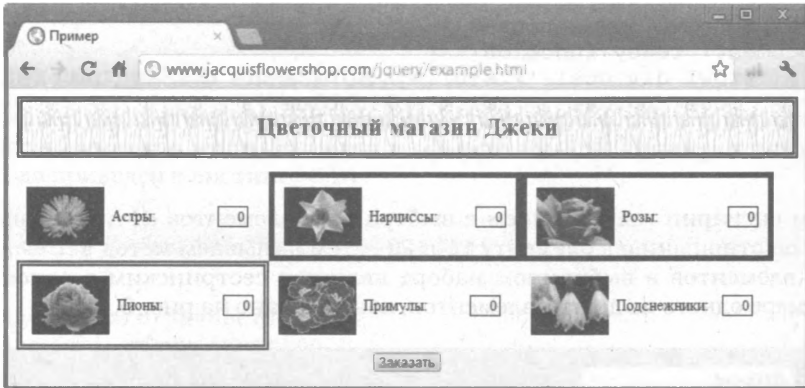 Пример
www.jacquisflowershop.com/jquery/example.html
Цветочный магазин Джеки
Астры: 0 Нарциссы: 0 Розы: 0
Пионы: 0 Примулы: 0 Подснежники: 0
Заказать